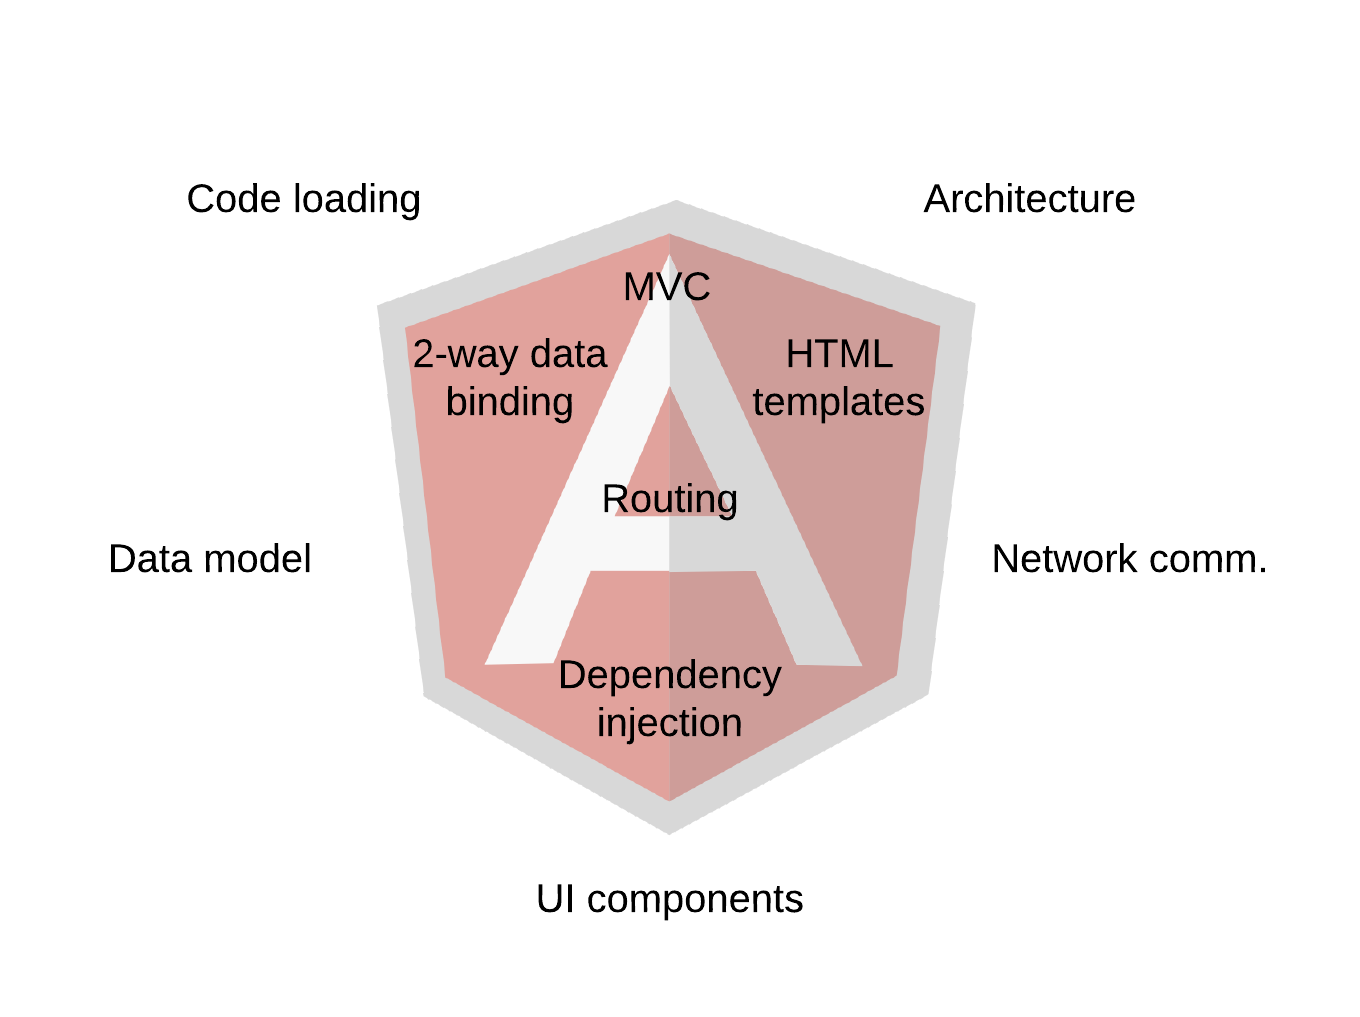 Code loading
Architecture
MVC
2-way data
binding
HTML
templates
Routing
Data model
Network comm.
Dependency
injection
UI components